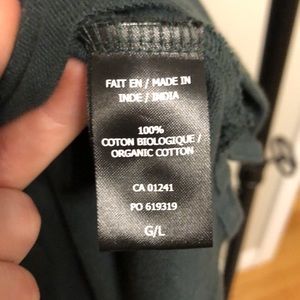 FAIT EN / MADE IN
INDE / INDIA
100%
COTON BIOLOGIQUE /
ORGANIC COTTON
CA 01241
PO 619319
G/L